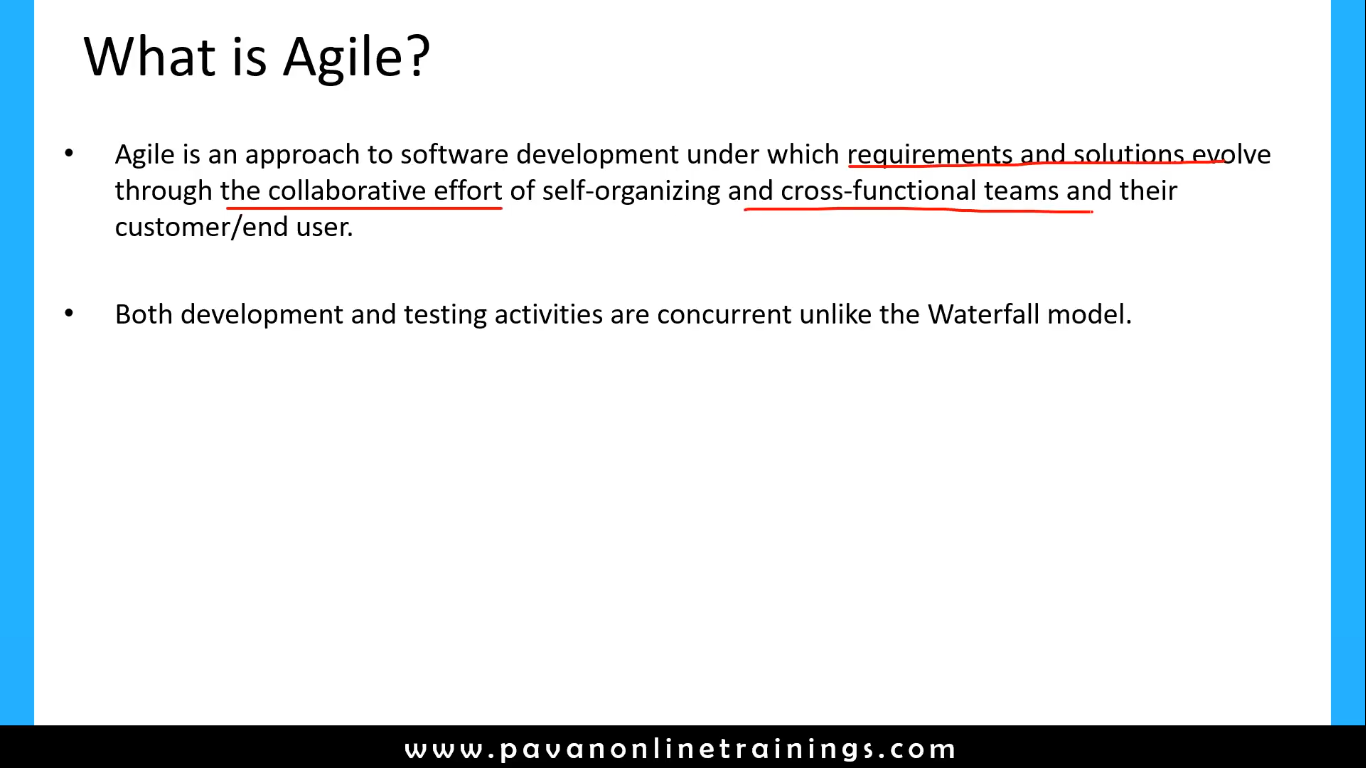 What is Agile?
• Agile is an approach to software development under which requirements and solutions evolve
through the collaborative effort of self-organizing and cross-functional teams and their
customer/end user.
• Both development and testing activities are concurrent unlike the Waterfall model.
www.pavanonlinetrainings.com